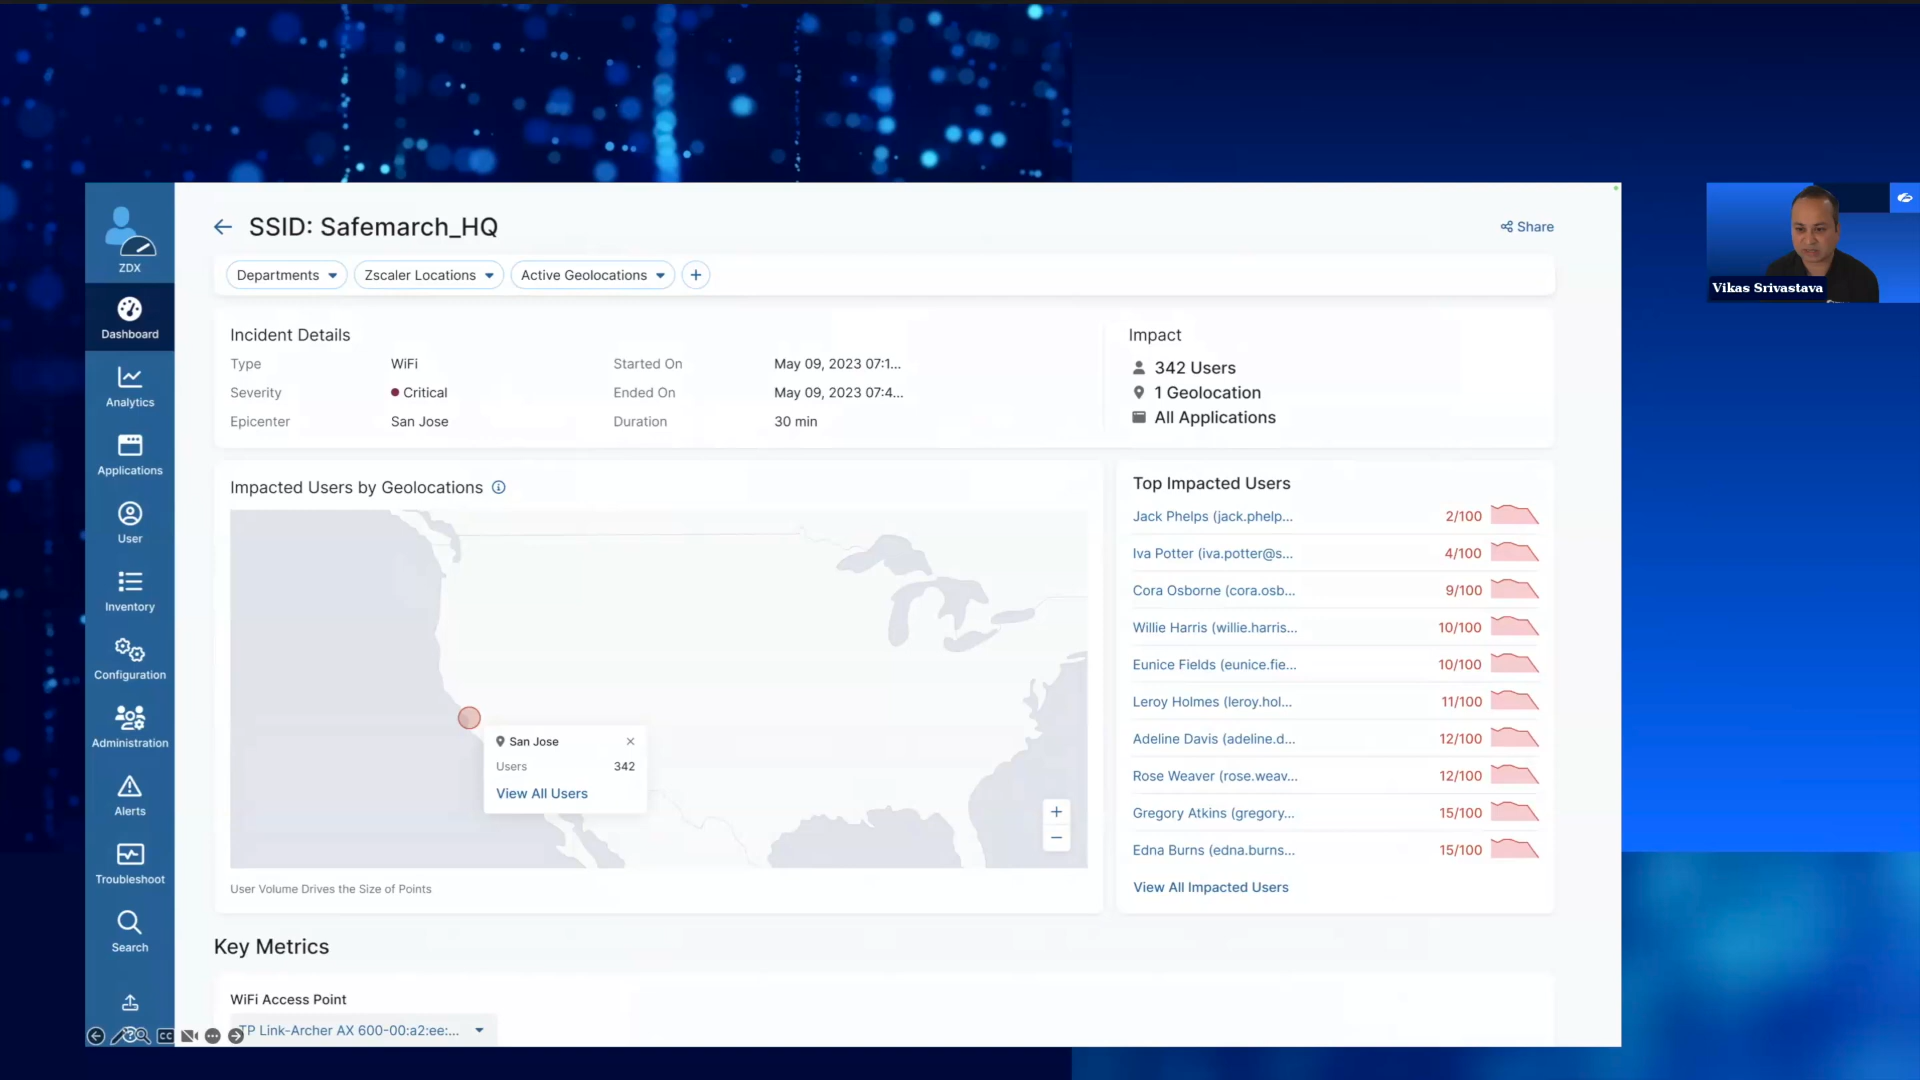 ZDX
Dashboard
Analytics
Applications
User
Inventory
Configuration
Administration
Alerts
Troubleshoot
Search
SSID: Safemarch_HQ
Share
Departments
Zscaler Locations
Active Geolocations
Incident Details
Type
WiFi
Started On
May 09, 2023 07:1...
Severity
Critical
Ended On
May 09, 2023 07:4...
Epicenter
San Jose
Duration
30 min
Impact
342 Users
1 Geolocation
All Applications
Impacted Users by Geolocations
San Jose
Users 342
View All Users
User Volume Drives the Size of Points
Top Impacted Users
Jack Phelps (jack.phelp... 2/100
Iva Potter (iva.potter@s... 4/100
Cora Osborne (cora.osb... 9/100
Willie Harris (willie.harris... 10/100
Eunice Fields (eunice.fie... 10/100
Leroy Holmes (leroy.hol... 11/100
Adeline Davis (adeline.d... 12/100
Rose Weaver (rose.weav... 12/100
Gregory Atkins (gregory... 15/100
Edna Burns (edna.burns... 15/100
View All Impacted Users
Key Metrics
WiFi Access Point
TP Link-Archer AX 600-00:a2:ee:...
CC
Vikas Srivastava